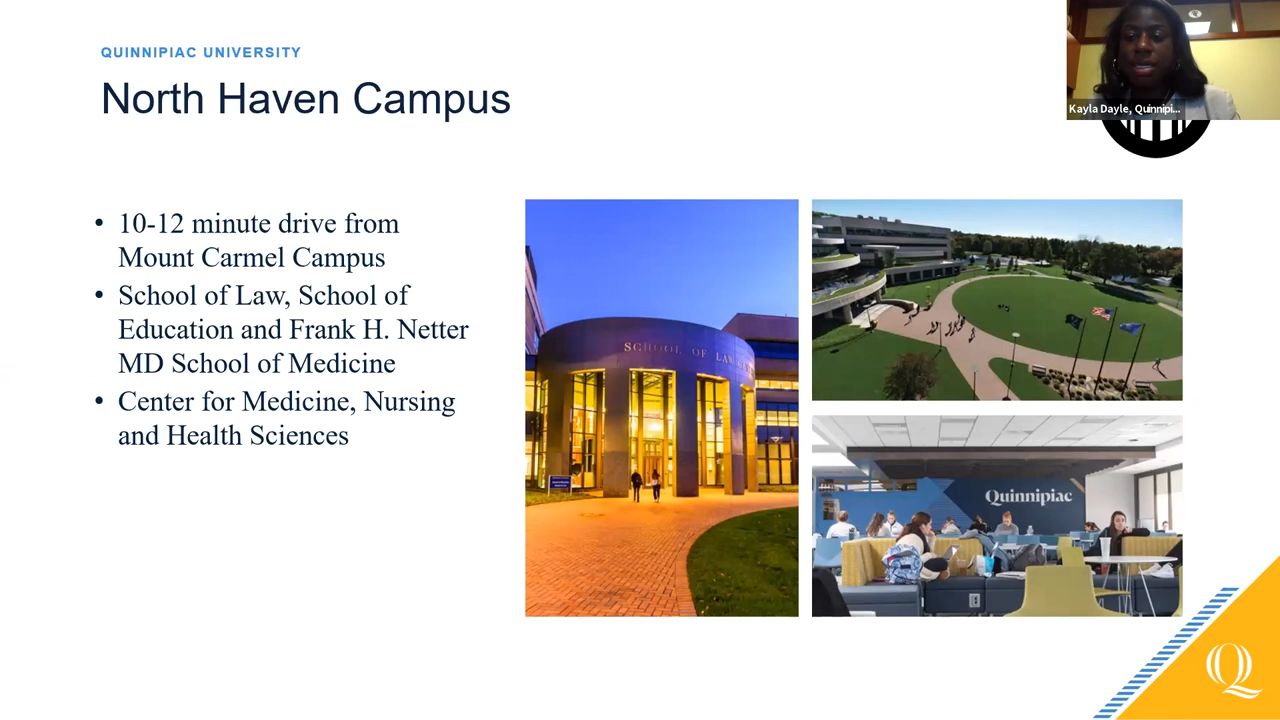 QUINNIPIAC UNIVERSITY
North Haven Campus
Kayla Dayle, Quinnipi...
• 10-12 minute drive from
Mount Carmel Campus
• School of Law, School of
Education and Frank H. Netter
MD School of Medicine
• Center for Medicine, Nursing
and Health Sciences
SCHOOL OF LAW
Quinnipiac
Q